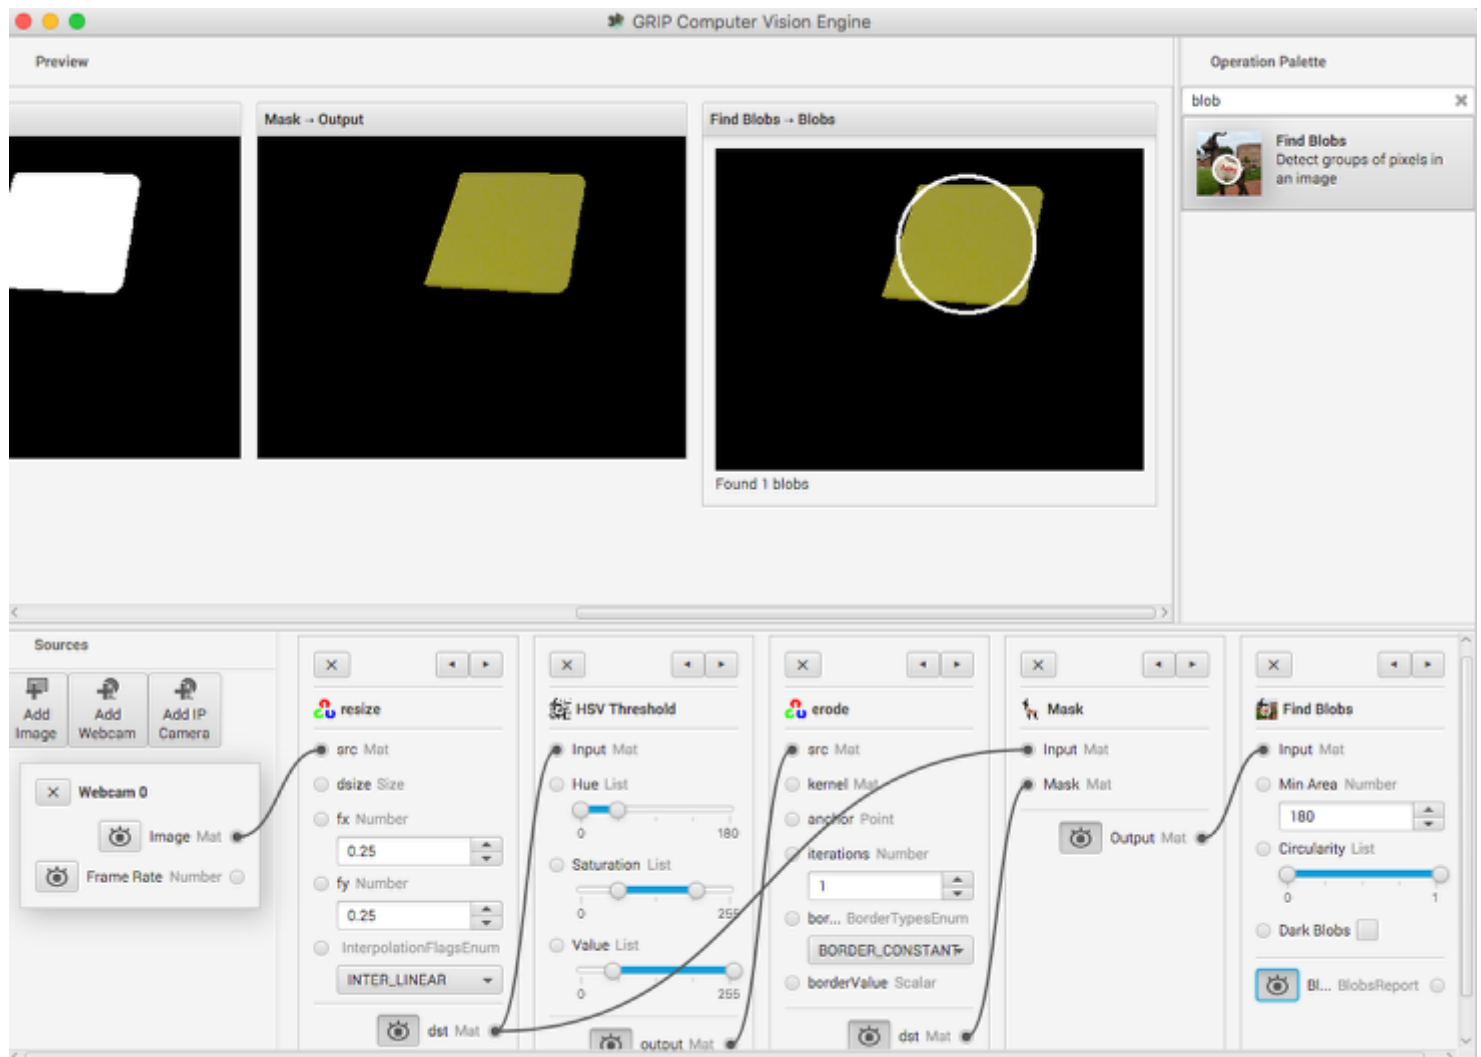 GRIP Computer Vision Engine
Preview
Mask → Output
Find Blobs → Blobs
Found 1 blobs
Operation Palette
blob
Find Blobs
Detect groups of pixels in
an image
Sources
Add
Image
Add
Webcam
Add IP
Camera
Webcam 0
Image Mat
Frame Rate Number
resize
src Mat
dsize Size
fx Number
0.25
fy Number
0.25
InterpolationFlagsEnum
INTER_LINEAR
dst Mat
HSV Threshold
Input Mat
Hue List
0 180
Saturation List
0 255
Value List
0 255
output Mat
erode
src Mat
kernel Mat
anchor Point
iterations Number
1
bor... BorderTypesEnum
BORDER_CONSTANT
borderValue Scalar
dst Mat
Mask
Input Mat
Mask Mat
Output Mat
Find Blobs
Input Mat
Min Area Number
180
Circularity List
0 1
Dark Blobs
Bl... BlobsReport